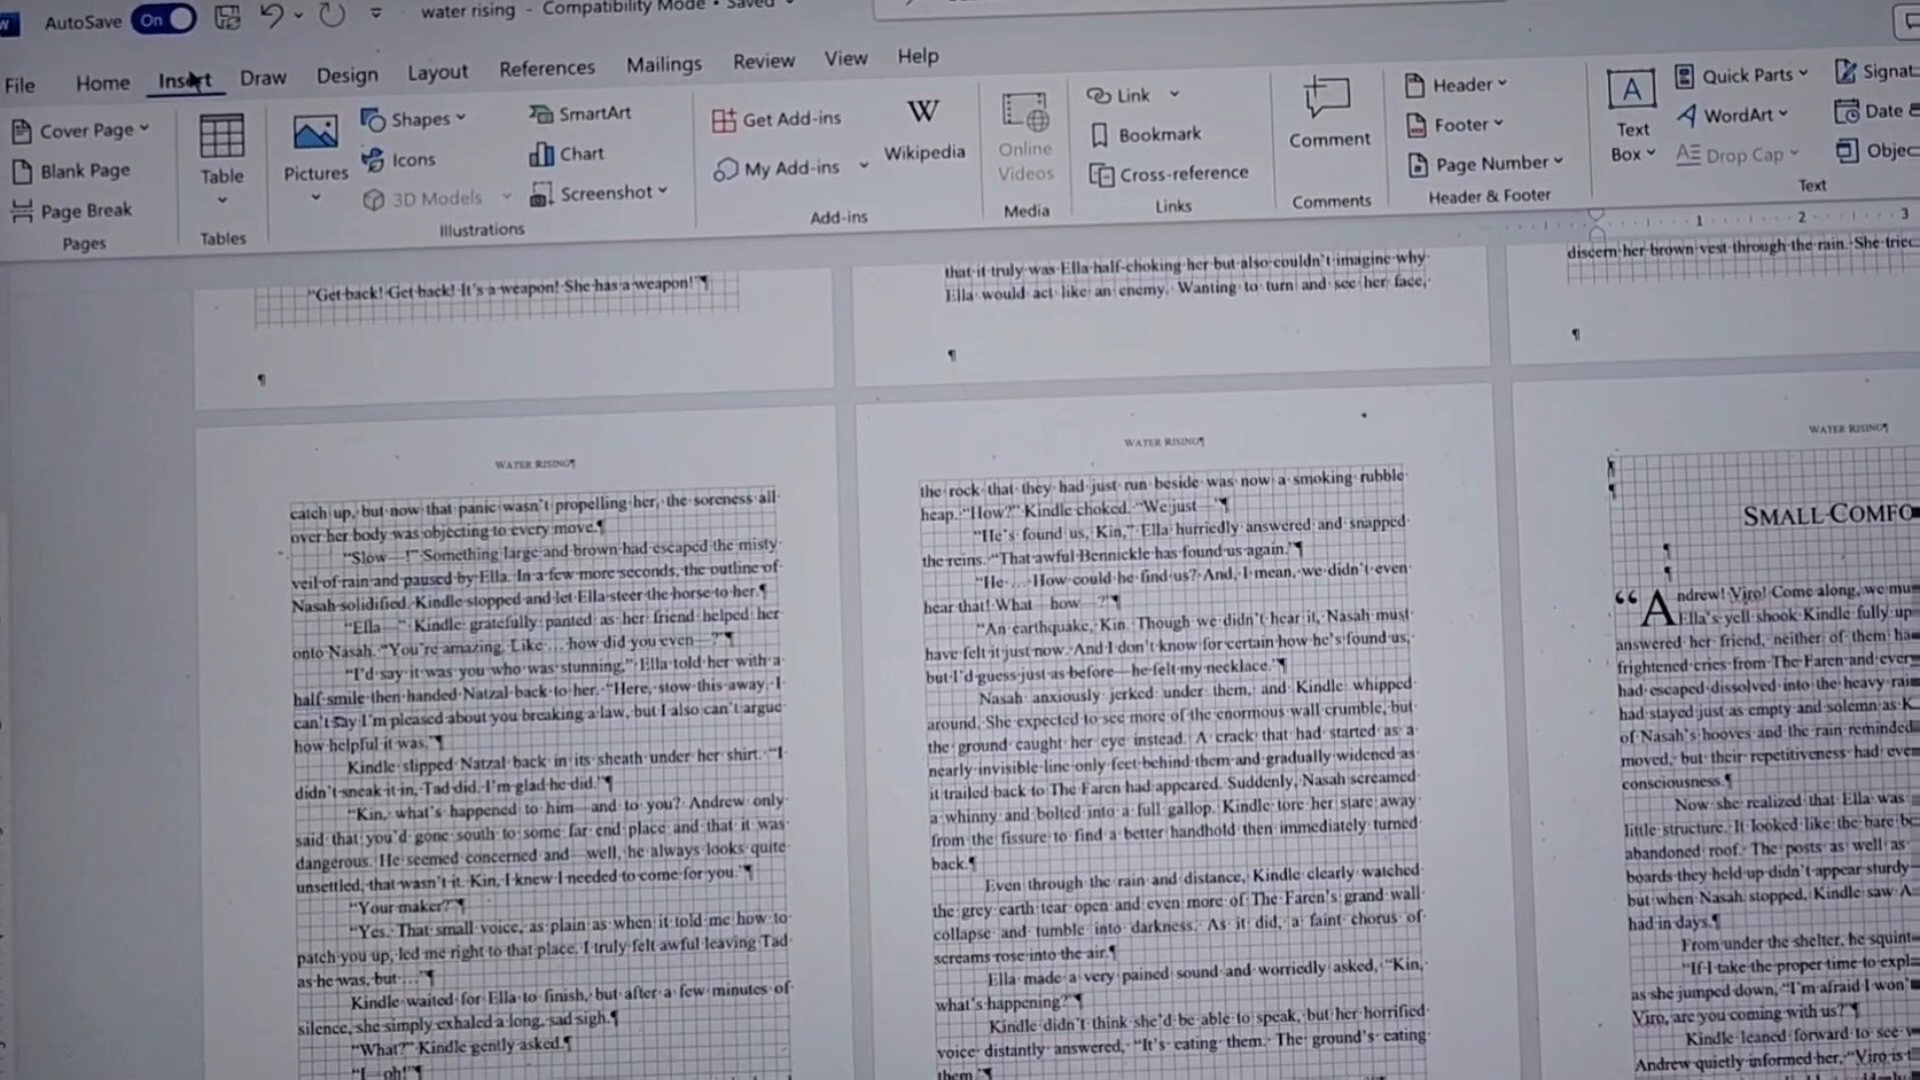 AutoSave On water rising - Compatibility Mode • Saved
File Home Insert Draw Design Layout References Mailings Review View Help
Cover Page
Blank Page
Page Break
Pages
Table
Tables
Pictures
Shapes
Icons
3D Models
SmartArt
Chart
Screenshot
Illustrations
Get Add-ins
My Add-ins
W
Wikipedia
Add-ins
Online
Videos
Media
Link
Bookmark
Cross-reference
Links
Comment
Comments
Header
Footer
Page Number
Header & Footer
A
Text
Box
Quick Parts
WordArt
Drop Cap
Date
Text
1 2 3
“Get back! Get back! It’s a weapon! She has a weapon!”¶
¶
that it truly was Ella half-choking her but also couldn’t imagine why
Ella would act like an enemy. Wanting to turn and see her face,
¶
discern her brown vest through the rain. She
¶
WATER RISING¶
catch up, but now that panic wasn’t propelling her, the soreness all
over her body was objecting to every move.¶
“Slow—!” Something large and brown had escaped the misty
veil of rain and paused by Ella. In a few more seconds, the outline of
Nasah solidified. Kindle stopped and let Ella steer the horse to her.¶
“Ella—” Kindle gratefully panted as her friend helped her
onto Nasah. “You’re amazing. Like … how did you even—?”¶
“I’d say it was you who was stunning,” Ella told her with a
half smile then handed Natzal back to her. “Here, stow this away. I
can’t say I’m pleased about you breaking a law, but I also can’t argue
how helpful it was.”¶
Kindle slipped Natzal back in its sheath under her shirt. “I
didn’t sneak it in, Tad did. I’m glad he did.”¶
“Kin, what’s happened to him—and to you? Andrew only
said that you’d gone south to some far end place and that it was
dangerous. He seemed concerned and—well, he always looks quite
unsettled, that wasn’t it. Kin, I knew I needed to come for you.”¶
“Your maker?”¶
“Yes. That small voice, as plain as when it told me how to
patch you up, led me right to that place. I truly felt awful leaving Tad
as he was, but …”¶
Kindle waited for Ella to finish, but after a few minutes of
silence, she simply exhaled a long, sad sigh.¶
“What?” Kindle gently asked.¶
“I—oh!”¶
WATER RISING¶
the rock that they had just run beside was now a smoking rubble
heap. “How?” Kindle choked. “We just—”¶
“He’s found us, Kin,” Ella hurriedly answered and snapped
the reins. “That awful Bennickle has found us again.”¶
“He … How could he find us? And, I mean, we didn’t even
hear that! What—how—?”¶
“An earthquake, Kin. Though we didn’t hear it, Nasah must
have felt it just now. And I don’t know for certain how he’s found us,
but I’d guess just as before—he felt my necklace.”¶
Nasah anxiously jerked under them, and Kindle whipped
around. She expected to see more of the enormous wall crumble, but
the ground caught her eye instead. A crack that had started as a
nearly invisible line only feet behind them and gradually widened as
it trailed back to The Faren had appeared. Suddenly, Nasah screamed
a whinny and bolted into a full gallop. Kindle tore her stare away
from the fissure to find a better handhold then immediately turned
back.¶
Even through the rain and distance, Kindle clearly watched
the grey earth tear open and even more of The Faren’s grand wall
collapse and tumble into darkness. As it did, a faint chorus of
screams rose into the air.¶
Ella made a very pained sound and worriedly asked, “Kin,
what’s happening?”¶
Kindle didn’t think she’d be able to speak, but her horrified
voice distantly answered, “It’s eating them. The ground’s eating
them.”¶
WATER RISING¶
¶
¶
SMALL COMFO
¶
¶
“Andrew! Viro! Come along, we mu
Ella’s yell shook Kindle fully up
answered her friend, neither of them ha
frightened cries from The Faren and ever
had escaped dissolved into the heavy rain
had stayed just as empty and solemn as K
of Nasah’s hooves and the rain reminded
moved, but their repetitiveness had even
consciousness.¶
Now she realized that Ella was
little structure. It looked like the bare b
abandoned roof. The posts as well as
boards they held up didn’t appear sturdy
but when Nasah stopped, Kindle saw A
had in days.¶
From under the shelter, he squint
“If I take the proper time to expl
as she jumped down, “I’m afraid I won’
Viro, are you coming with us?”¶
Kindle leaned forward to see
Andrew quietly informed her, “Viro is